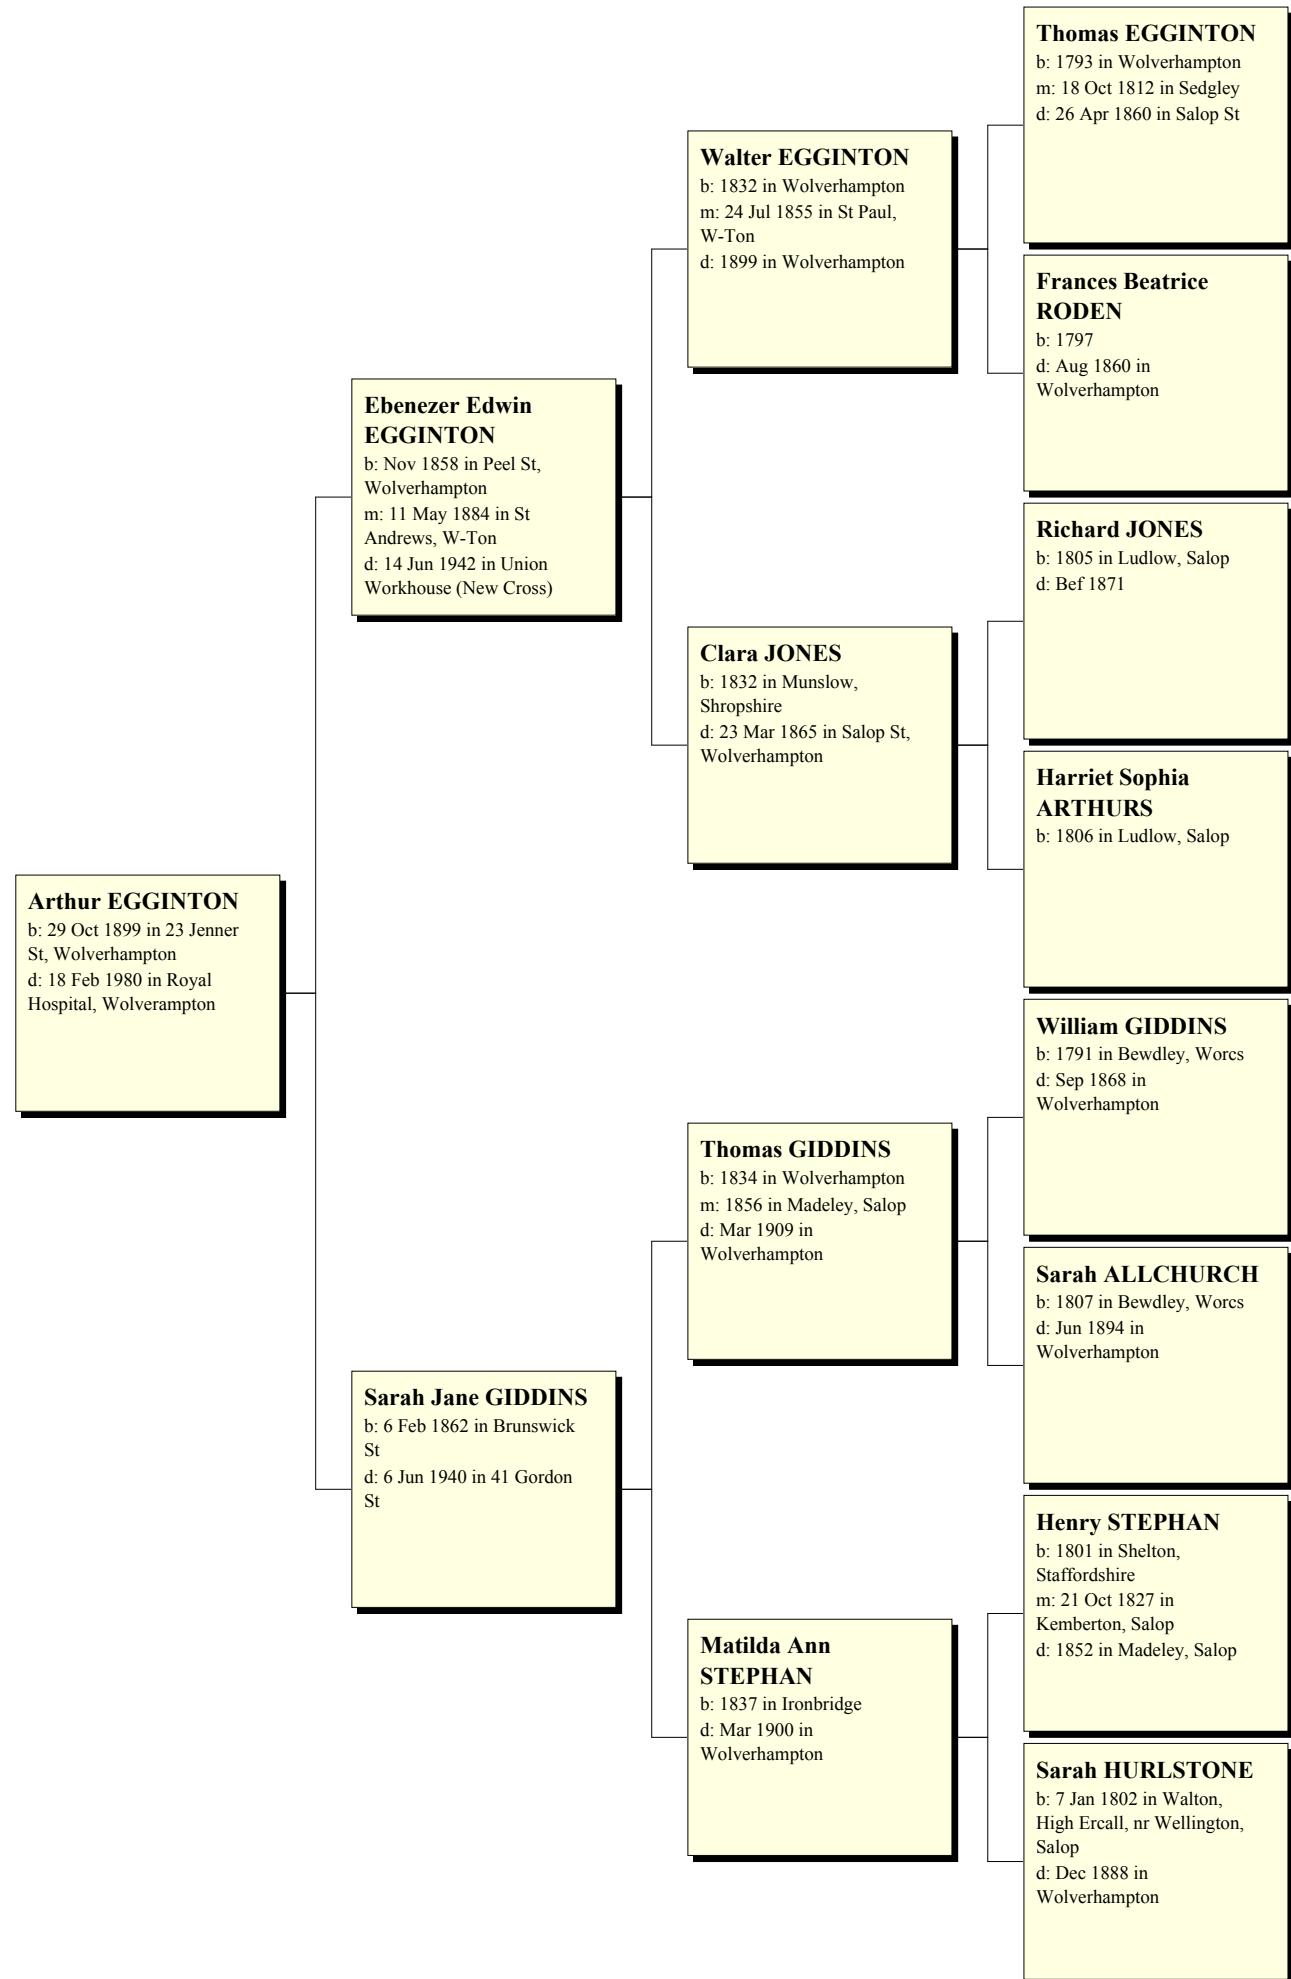 Thomas EGGINTON
b: 1793 in Wolverhampton
m: 18 Oct 1812 in Sedgley
d: 26 Apr 1860 in Salop St
Walter EGGINTON
b: 1832 in Wolverhampton
m: 24 Jul 1855 in St Paul,
W-Ton
d: 1899 in Wolverhampton
Frances Beatrice
RODEN
b: 1797
d: Aug 1860 in
Wolverhampton
Ebenezer Edwin
EGGINTON
b: Nov 1858 in Peel St,
Wolverhampton
m: 11 May 1884 in St
Andrews, W-Ton
d: 14 Jun 1942 in Union
Workhouse (New Cross)
Richard JONES
b: 1805 in Ludlow, Salop
d: Bef 1871
Clara JONES
b: 1832 in Munslow,
Shropshire
d: 23 Mar 1865 in Salop St,
Wolverhampton
Harriet Sophia
ARTHURS
b: 1806 in Ludlow, Salop
Arthur EGGINTON
b: 29 Oct 1899 in 23 Jenner
St, Wolverhampton
d: 18 Feb 1980 in Royal
Hospital, Wolverampton
William GIDDINS
b: 1791 in Bewdley, Worcs
d: Sep 1868 in
Wolverhampton
Thomas GIDDINS
b: 1834 in Wolverhampton
m: 1856 in Madeley, Salop
d: Mar 1909 in
Wolverhampton
Sarah ALLCHURCH
b: 1807 in Bewdley, Worcs
d: Jun 1894 in
Wolverhampton
Sarah Jane GIDDINS
b: 6 Feb 1862 in Brunswick
St
d: 6 Jun 1940 in 41 Gordon
St
Henry STEPHAN
b: 1801 in Shelton,
Staffordshire
m: 21 Oct 1827 in
Kemberton, Salop
d: 1852 in Madeley, Salop
Matilda Ann
STEPHAN
b: 1837 in Ironbridge
d: Mar 1900 in
Wolverhampton
Sarah HURLSTONE
b: 7 Jan 1802 in Walton,
High Ercall, nr Wellington,
Salop
d: Dec 1888 in
Wolverhampton